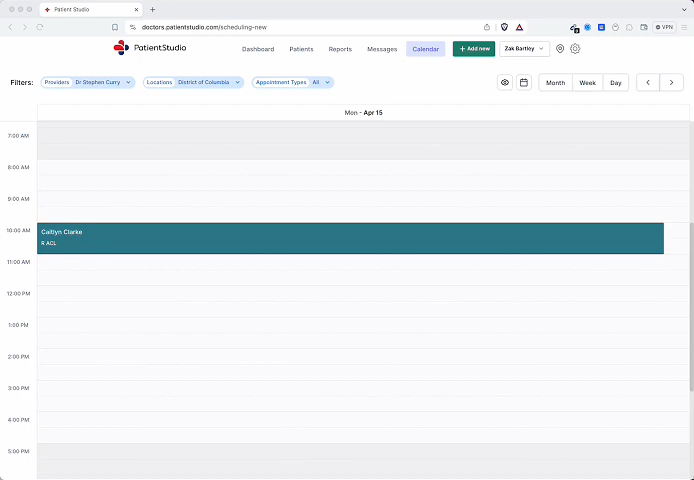 Patient Studio
doctors.patientstudio.com/scheduling-new
VPN
PatientStudio
Dashboard
Patients
Reports
Messages
Calendar
+ Add new
Zak Bartley
Filters:
Providers Dr Stephen Curry
Locations District of Columbia
Appointment Types All
Month
Week
Day
Mon - Apr 15
7:00 AM
8:00 AM
9:00 AM
10:00 AM
Caitlyn Clarke
R ACL
11:00 AM
12:00 PM
1:00 PM
2:00 PM
3:00 PM
4:00 PM
5:00 PM